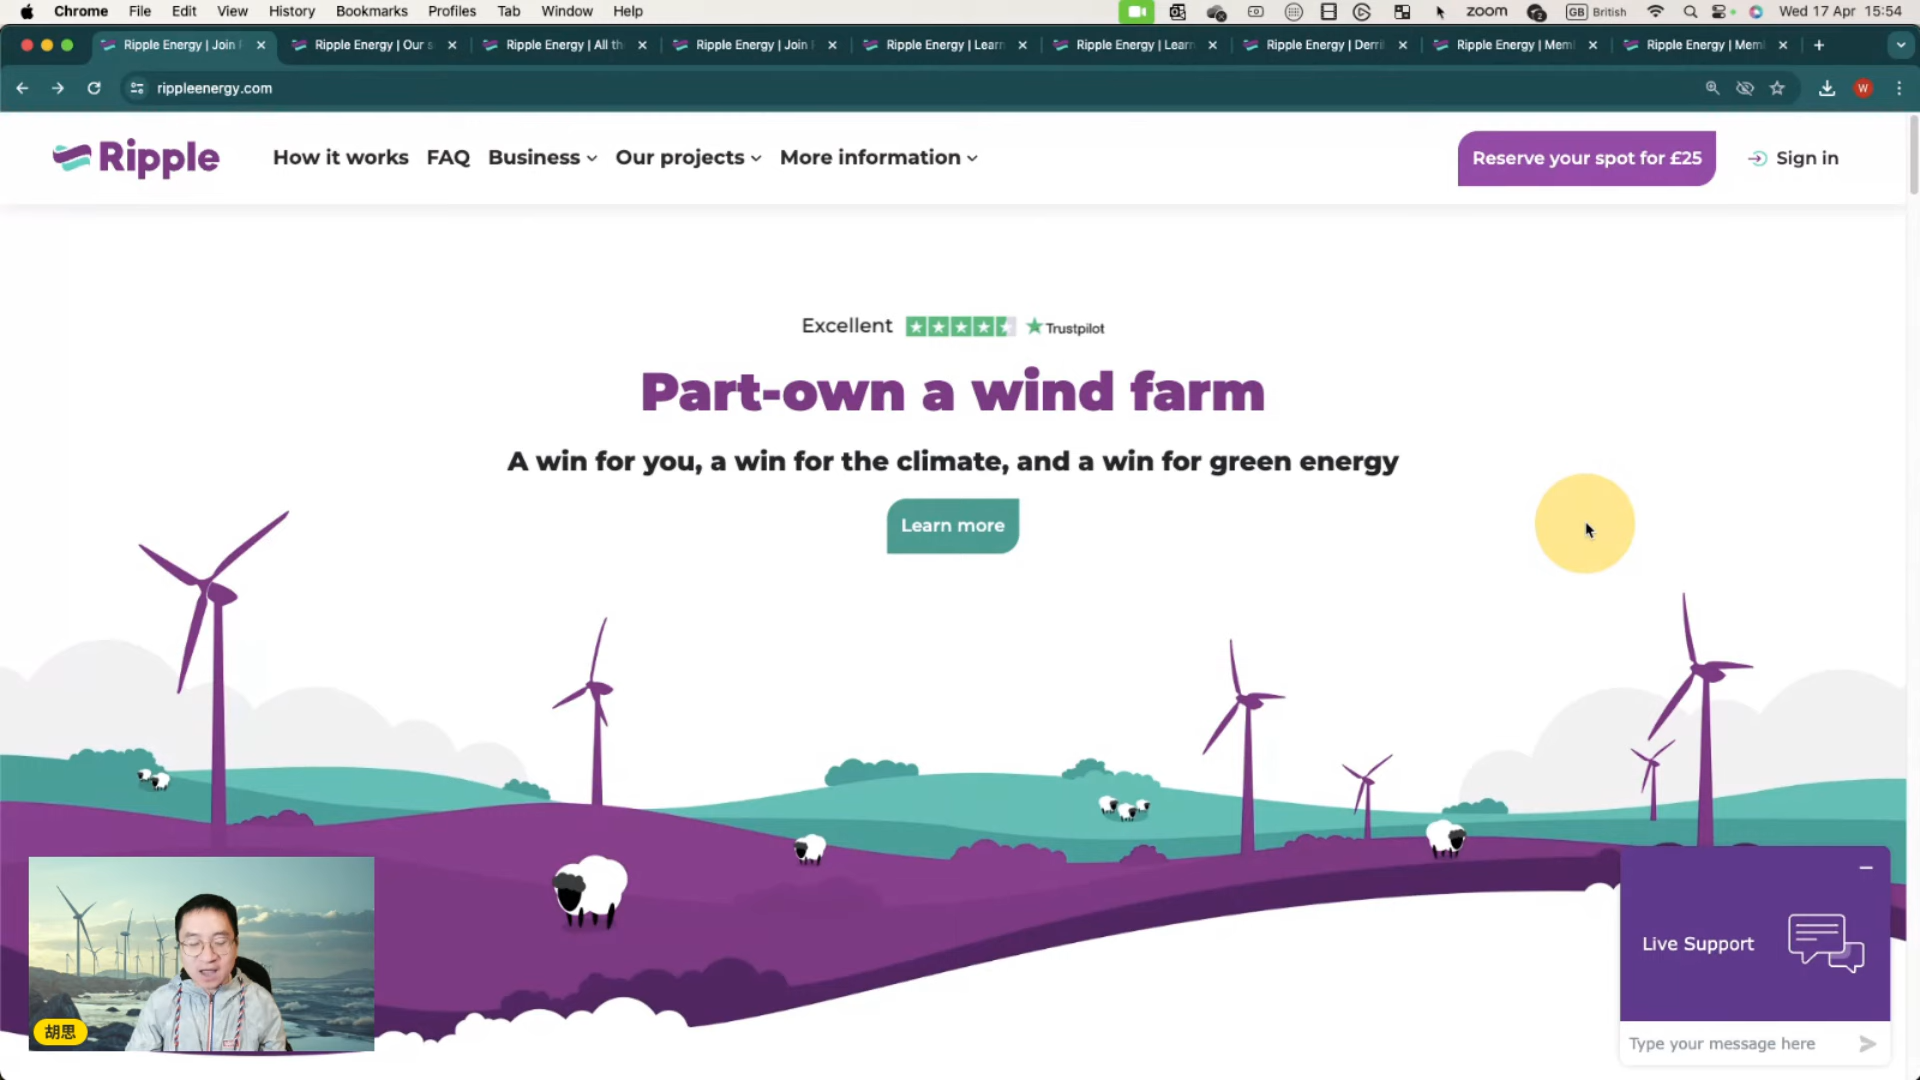 Chrome File Edit View History Bookmarks Profiles Tab Window Help zoom GB British Wed 17 Apr 15:54
Ripple Energy | Join Ripple Energy | Our s Ripple Energy | All th Ripple Energy | Join Ripple Energy | Learn Ripple Energy | Learn Ripple Energy | Derril Ripple Energy | Mem Ripple Energy | Mem
rippleenergy.com W
Ripple How it works FAQ Business Our projects More information Reserve your spot for £25 Sign in
Excellent Trustpilot
Part-own a wind farm
A win for you, a win for the climate, and a win for green energy
Learn more
Live Support
胡思
Type your message here